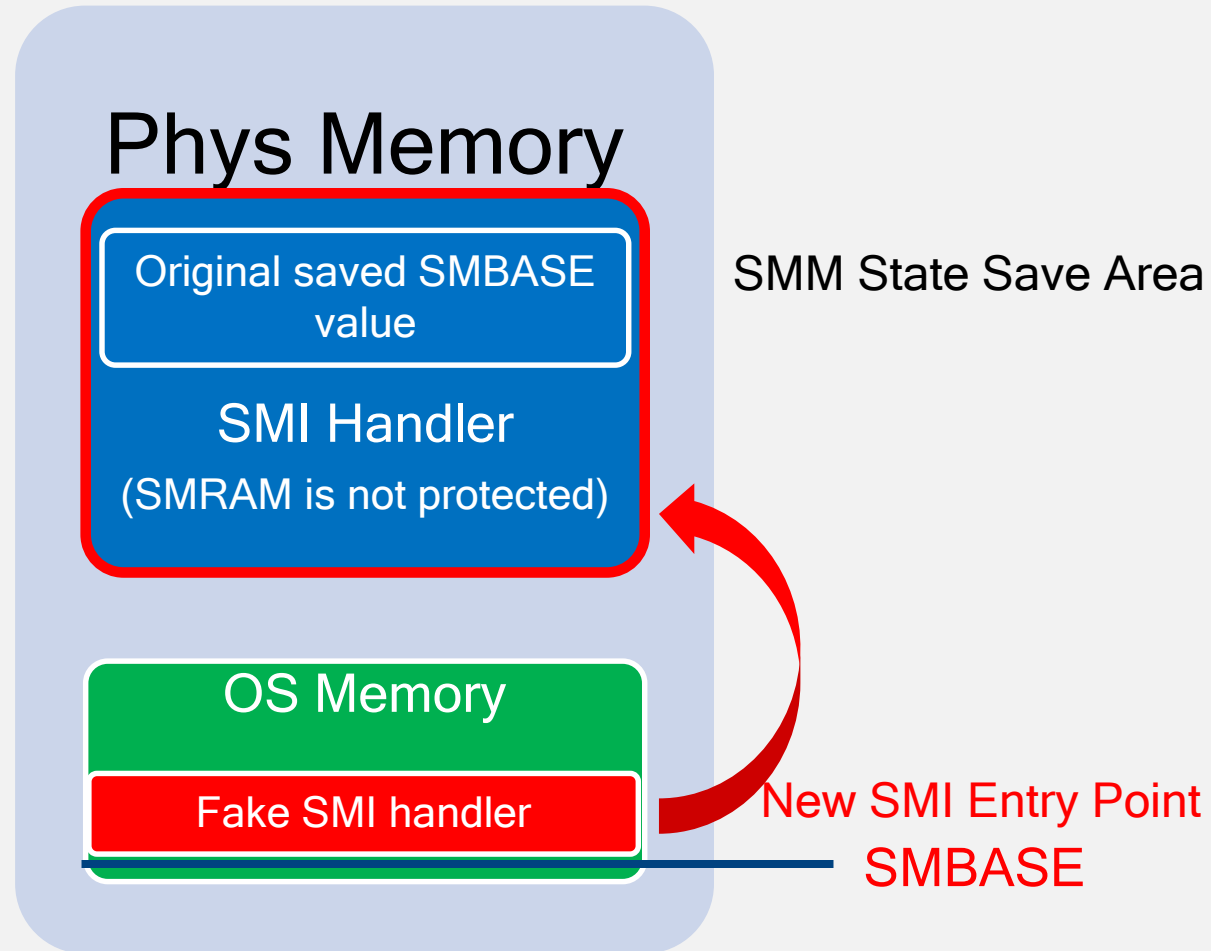 Phys Memory
Original saved SMBASE
value
SMM State Save Area
SMI Handler
(SMRAM is not protected)
OS Memory
Fake SMI handler
New SMI Entry Point
SMBASE